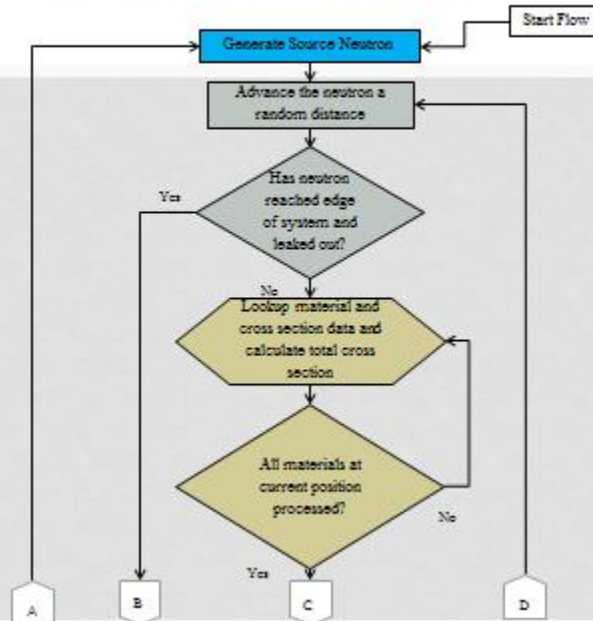 Start Flow
Generate Source Neutron
Advance the neutron a
random distance
Has neutron
reached edge
of system and
leaked out?
Yes
No
Lookup material and
cross section data and
calculate total cross
section
All materials at
current position
processed?
No
Yes
A
B
C
D